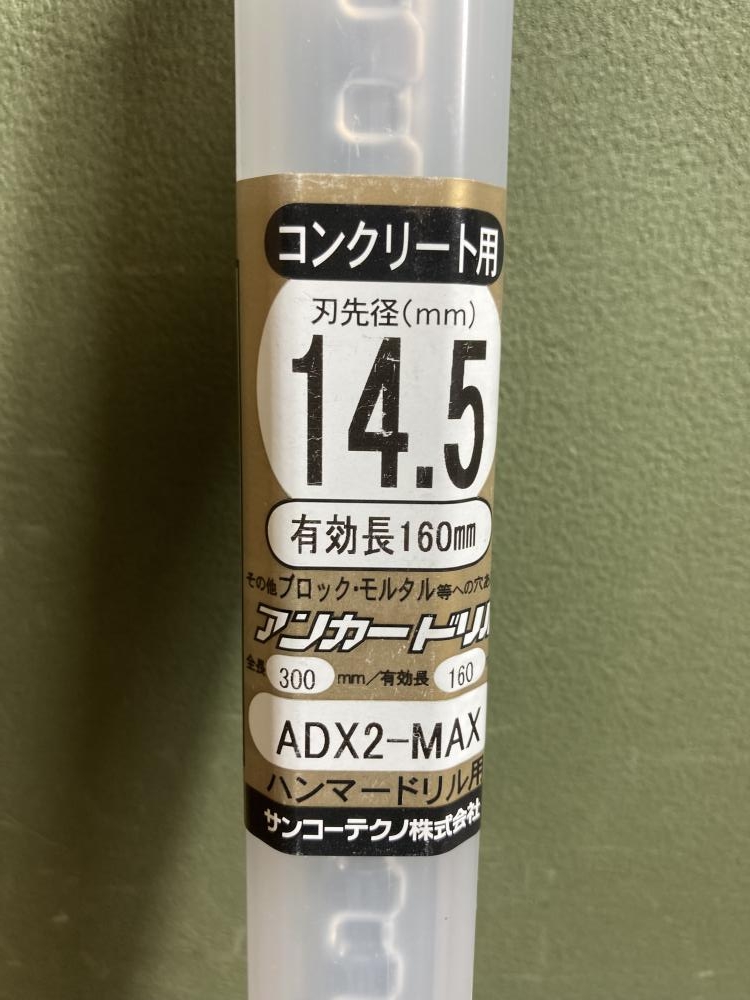 コンクリート用
刃先径(mm)
14.5
有効長160mm
その他ブロック・モルタル等への穴あ
アンカードリル
全長 300 mm/有効長 160
ADX2-MAX
ハンマードリル用
サンコーテクノ株式会社